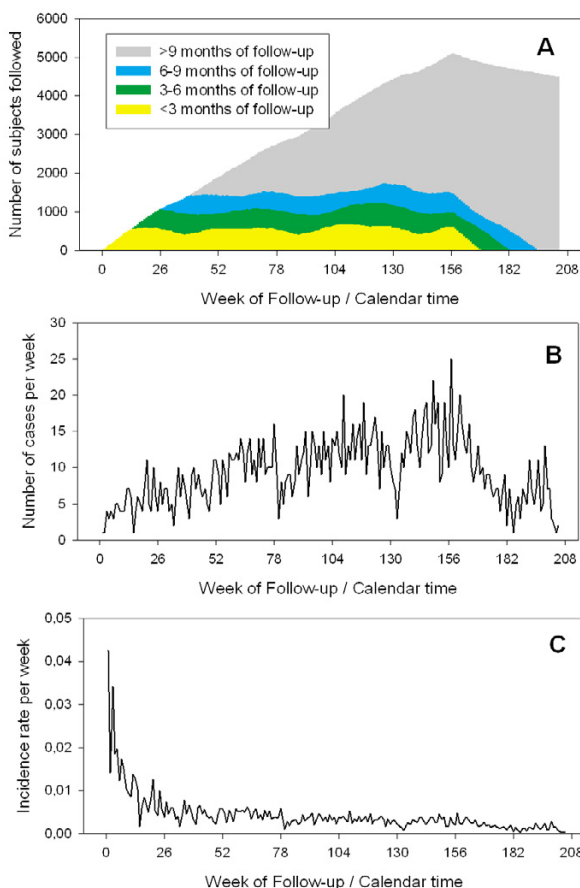 6000
A
>9 months of follow-up
6-9 months of follow-up
3-6 months of follow-up
<3 months of follow-up
5000
4000
3000
2000
1000
0
Number of subjects followed
0 26 52 78 104 130 156 182 208
Week of Follow-up / Calendar time
30
B
25
20
15
10
5
0
Number of cases per week
0 26 52 78 104 130 156 182 208
Week of Follow-up / Calendar time
0.05
C
0.04
0.03
0.02
0.01
0.00
Incidence rate per week
0 26 52 78 104 130 156 182 208
Week of Follow-up / Calendar time